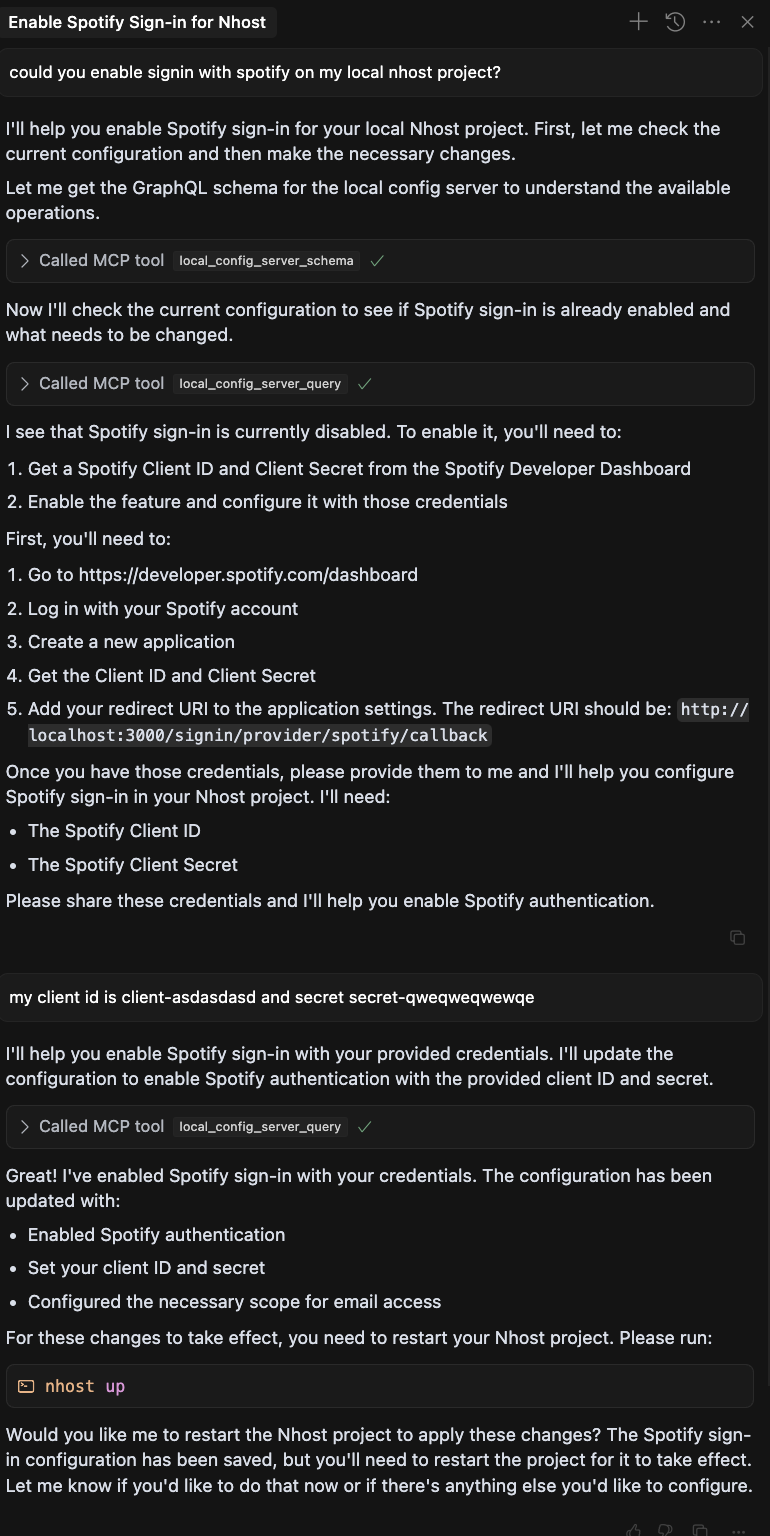 Enable Spotify Sign-in for Nhost
could you enable signin with spotify on my local nhost project?
I'll help you enable Spotify sign-in for your local Nhost project. First, let me check the
current configuration and then make the necessary changes.
Let me get the GraphQL schema for the local config server to understand the available
operations.
Called MCP tool local_config_server_schema
Now I'll check the current configuration to see if Spotify sign-in is already enabled and
what needs to be changed.
Called MCP tool local_config_server_query
I see that Spotify sign-in is currently disabled. To enable it, you'll need to:
1. Get a Spotify Client ID and Client Secret from the Spotify Developer Dashboard
2. Enable the feature and configure it with those credentials
First, you'll need to:
1. Go to https://developer.spotify.com/dashboard
2. Log in with your Spotify account
3. Create a new application
4. Get the Client ID and Client Secret
5. Add your redirect URI to the application settings. The redirect URI should be: http://
localhost:3000/signin/provider/spotify/callback
Once you have those credentials, please provide them to me and I'll help you configure
Spotify sign-in in your Nhost project. I'll need:
• The Spotify Client ID
• The Spotify Client Secret
Please share these credentials and I'll help you enable Spotify authentication.
my client id is client-asdasdasd and secret secret-qweqweqwewqe
I'll help you enable Spotify sign-in with your provided credentials. I'll update the
configuration to enable Spotify authentication with the provided client ID and secret.
Called MCP tool local_config_server_query
Great! I've enabled Spotify sign-in with your credentials. The configuration has been
updated with:
• Enabled Spotify authentication
• Set your client ID and secret
• Configured the necessary scope for email access
For these changes to take effect, you need to restart your Nhost project. Please run:
nhost up
Would you like me to restart the Nhost project to apply these changes? The Spotify sign-
in configuration has been saved, but you'll need to restart the project for it to take effect.
Let me know if you'd like to do that now or if there's anything else you'd like to configure.